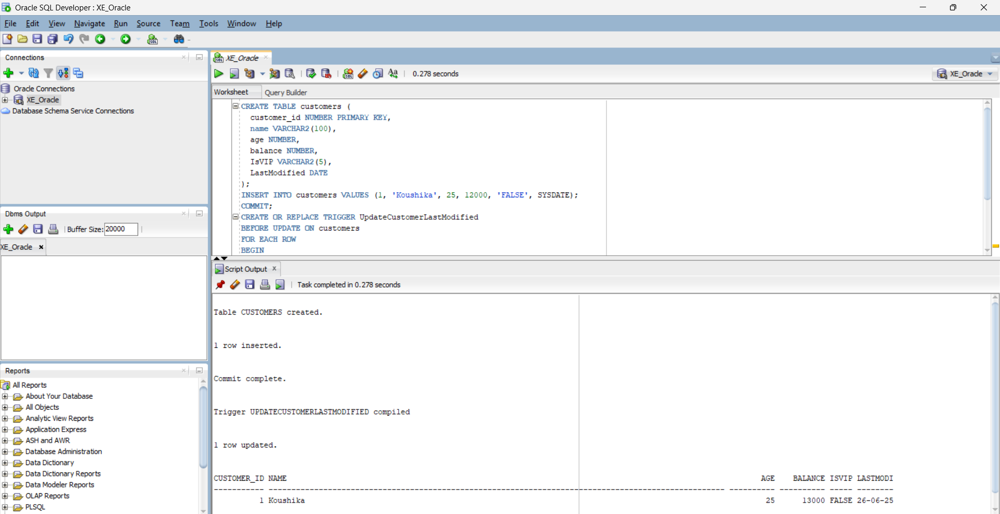 Oracle SQL Developer : XE_Oracle
File Edit View Navigate Run Source Team Tools Window Help
Connections
Oracle Connections
XE_Oracle
Database Schema Service Connections
Dbms Output
Buffer Size: 20000
XE_Oracle
Reports
All Reports
About Your Database
All Objects
Analytic View Reports
Application Express
ASH and AWR
Database Administration
Data Dictionary
Data Dictionary Reports
Data Modeler Reports
OLAP Reports
PLSQL
XE_Oracle
SQL
SQL
Aa
0.278 seconds
XE_Oracle
Worksheet Query Builder
CREATE TABLE customers (
customer_id NUMBER PRIMARY KEY,
name VARCHAR2(100),
age NUMBER,
balance NUMBER,
IsVIP VARCHAR2(5),
LastModified DATE
);
INSERT INTO customers VALUES (1, 'Koushika', 25, 12000, 'FALSE', SYSDATE);
COMMIT;
CREATE OR REPLACE TRIGGER UpdateCustomerLastModified
BEFORE UPDATE ON customers
FOR EACH ROW
BEGIN
Script Output
Task completed in 0.278 seconds
Table CUSTOMERS created.
1 row inserted.
Commit complete.
Trigger UPDATECUSTOMERLASTMODIFIED compiled
1 row updated.
CUSTOMER_ID NAME AGE BALANCE ISVIP LASTMODI
1 Koushika 25 13000 FALSE 26-06-25